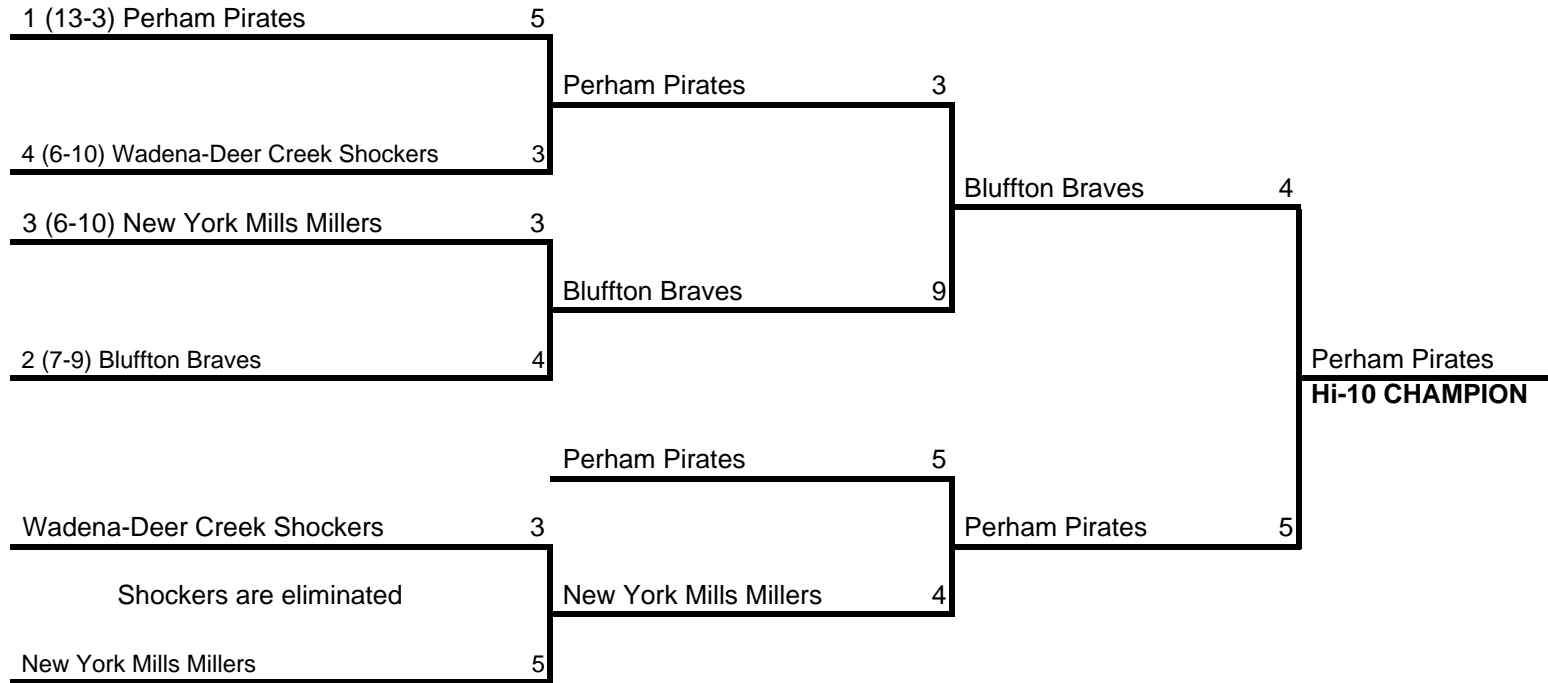 1 (13-3) Perham Pirates 5
Perham Pirates 3
4 (6-10) Wadena-Deer Creek Shockers 3
Bluffton Braves 4
3 (6-10) New York Mills Millers 3
Bluffton Braves 9
2 (7-9) Bluffton Braves 4
Perham Pirates
Hi-10 CHAMPION
Perham Pirates 5
Wadena-Deer Creek Shockers 3
Perham Pirates 5
Shockers are eliminated
New York Mills Millers 4
New York Mills Millers 5